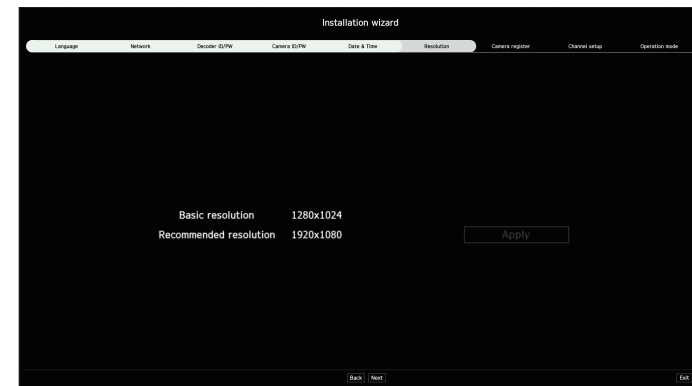 Installation wizard
Language Network Decoder ID/PW Camera ID/PW Date & Time Resolution Camera register Channel setup Operation mode
Basic resolution 1280x1024
Recommended resolution 1920x1080 Apply
Back Next Exit